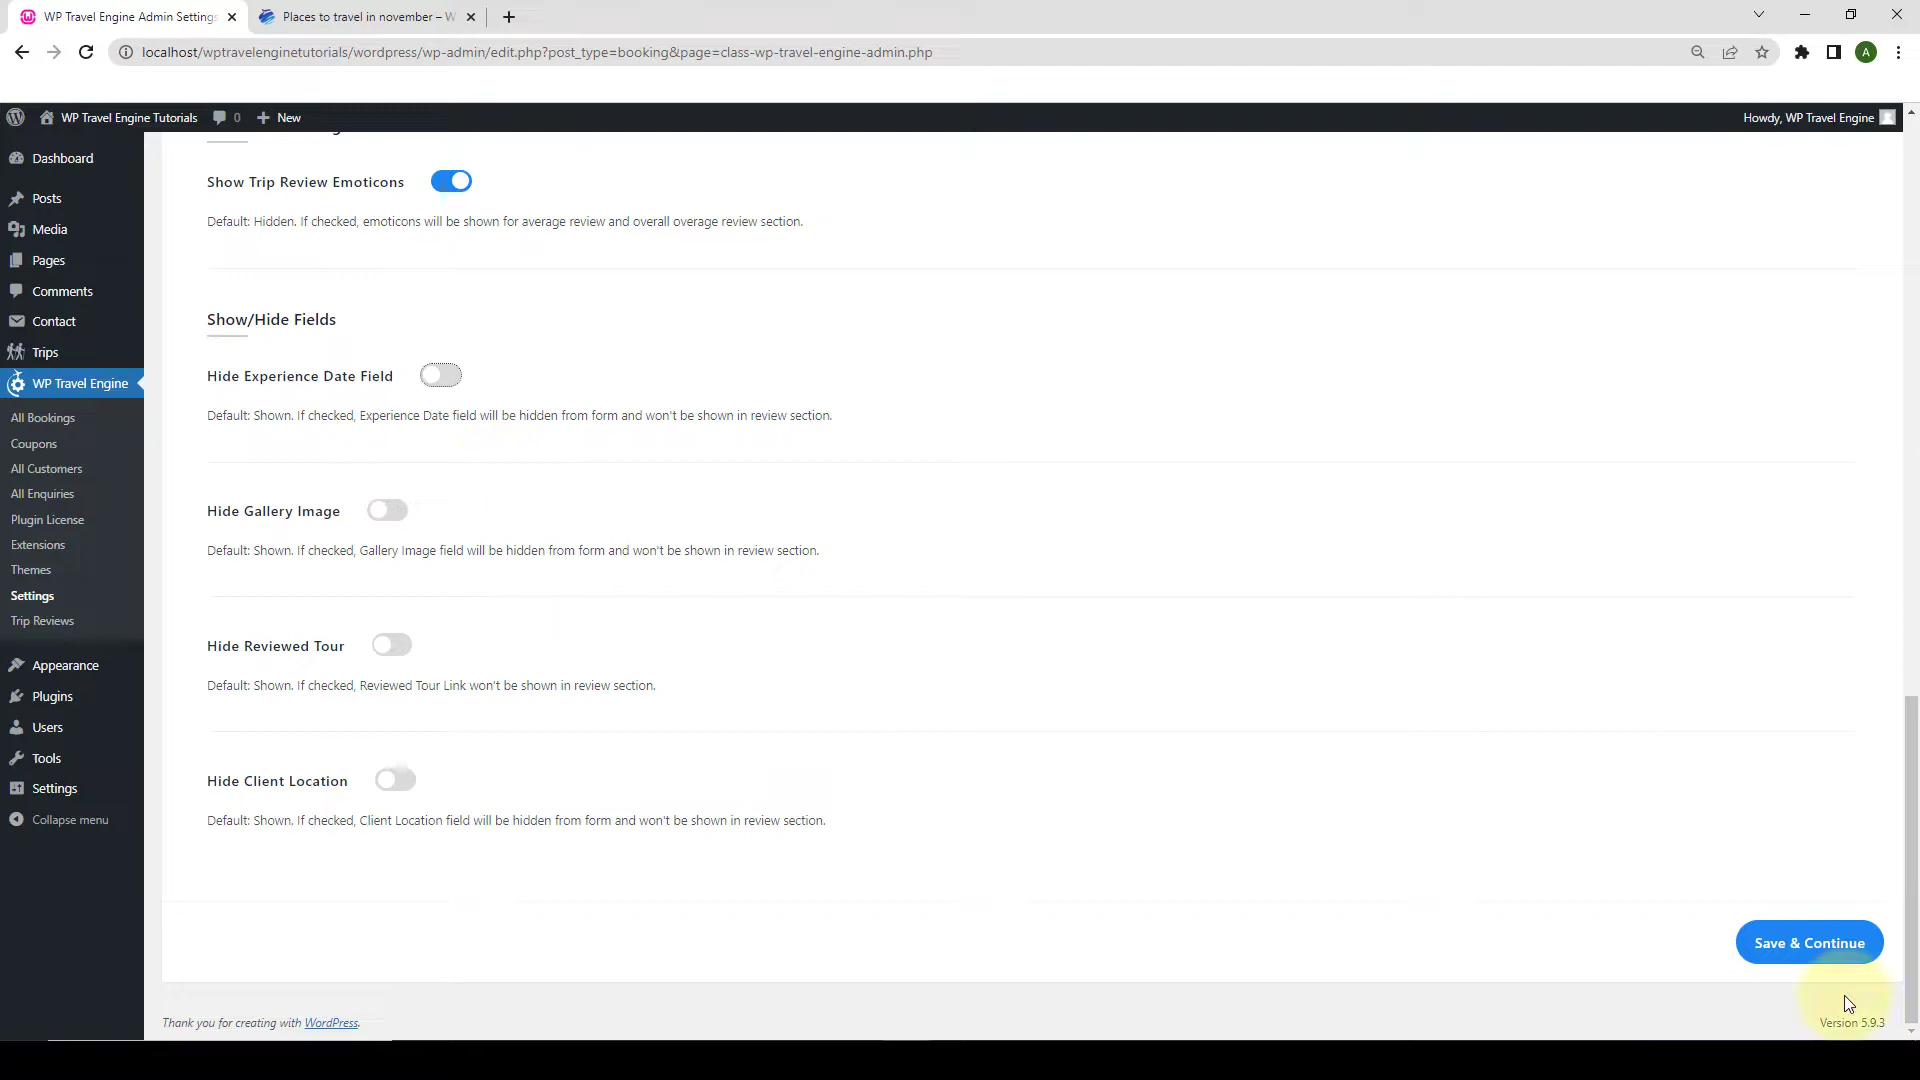 WP Travel Engine Admin Settings
Places to travel in november – W
localhost/wptravelenginetutorials/wordpress/wp-admin/edit.php?post_type=booking&page=class-wp-travel-engine-admin.php
A
WP Travel Engine Tutorials
0
New
Howdy, WP Travel Engine
Dashboard
Posts
Media
Pages
Comments
Contact
Trips
WP Travel Engine
All Bookings
Coupons
All Customers
All Enquiries
Plugin License
Extensions
Themes
Settings
Trip Reviews
Appearance
Plugins
Users
Tools
Settings
Collapse menu
Show Trip Review Emoticons
Default: Hidden. If checked, emoticons will be shown for average review and overall overage review section.
Show/Hide Fields
Hide Experience Date Field
Default: Shown. If checked, Experience Date field will be hidden from form and won't be shown in review section.
Hide Gallery Image
Default: Shown. If checked, Gallery Image field will be hidden from form and won't be shown in review section.
Hide Reviewed Tour
Default: Shown. If checked, Reviewed Tour Link won't be shown in review section.
Hide Client Location
Default: Shown. If checked, Client Location field will be hidden from form and won't be shown in review section.
Save & Continue
Thank you for creating with WordPress.
Version 5.9.3